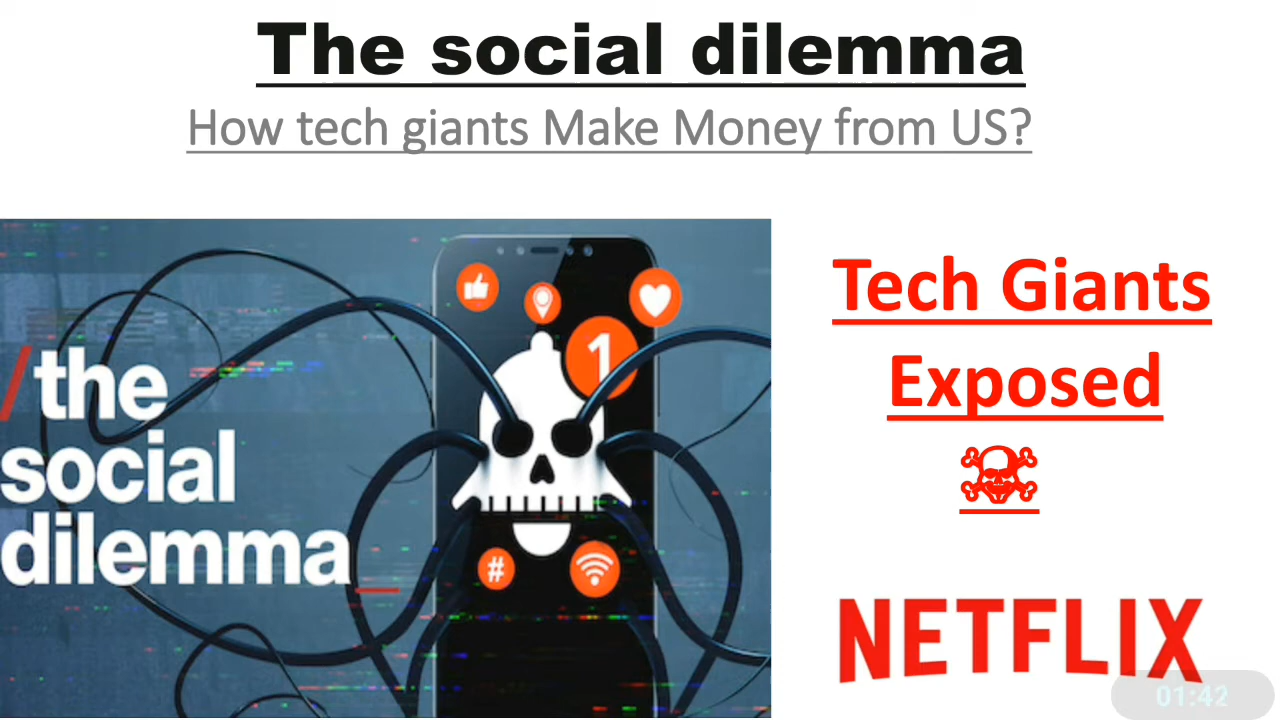 The social dilemma
How tech giants Make Money from US?
/the
social
dilemma_
1
#
Tech Giants
Exposed
☠
NETFLIX
01:42